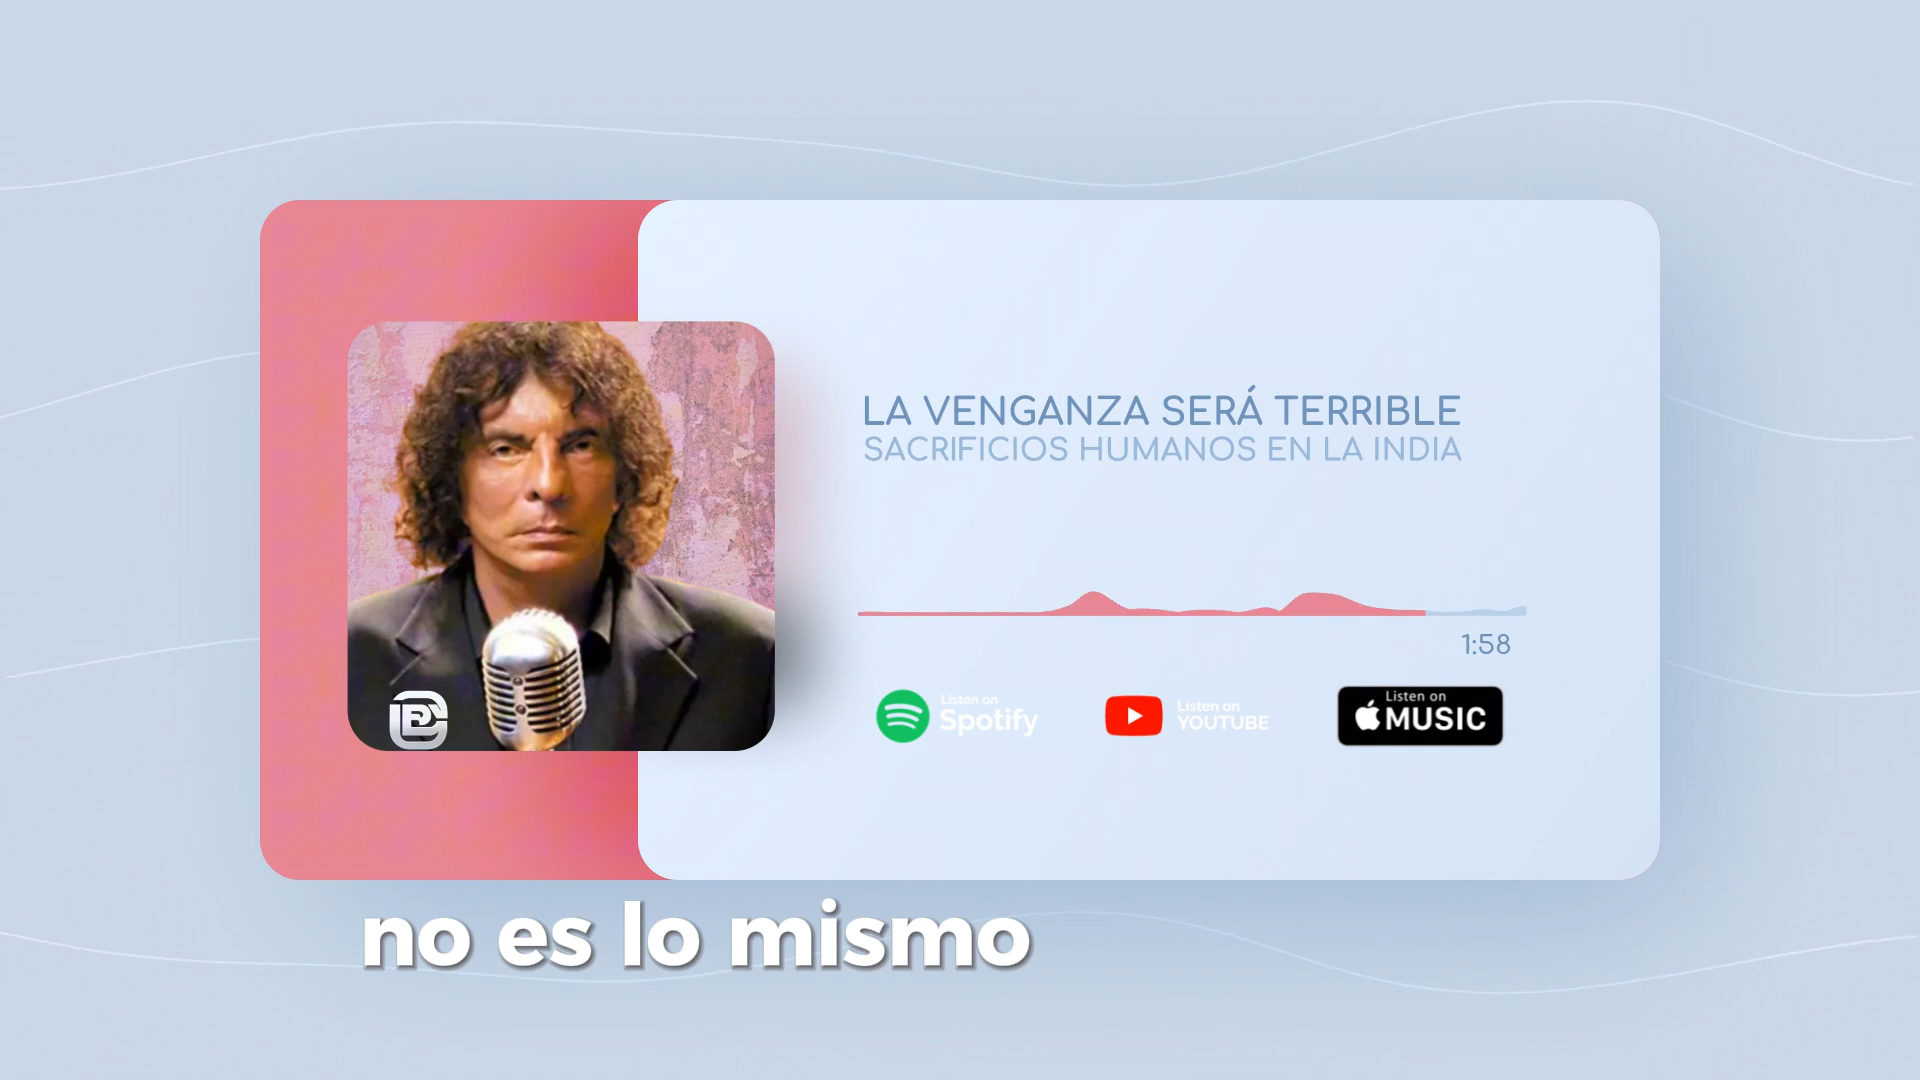 LA VENGANZA SERÁ TERRIBLE
SACRIFICIOS HUMANOS EN LA INDIA
1:58
Listen on
Spotify
Listen on
YOUTUBE
Listen on
MUSIC
no es lo mismo